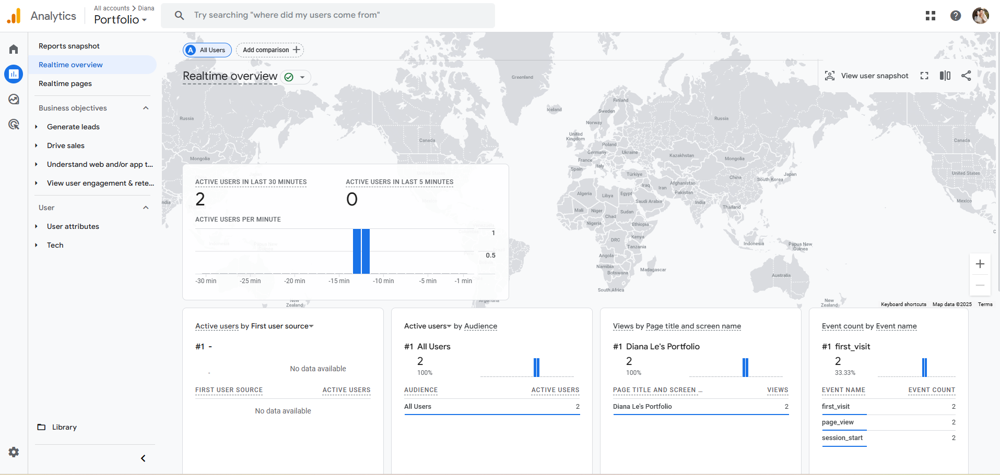 Analytics
All accounts > Diana
Portfolio
Try searching "where did my users come from"
Reports snapshot
Realtime overview
Realtime pages
Business objectives
Generate leads
Drive sales
Understand web and/or app t...
View user engagement & rete...
User
User attributes
Tech
Library
A All Users
Add comparison
Realtime overview
View user snapshot
Greenland
Iceland
Finland
Sweden
Norway
Russia
Russia
Canada
Canada
United
Kingdom
Poland
Germany
Ukraine
France
Kazakhstan
Mongolia
Mongolia
Italy
Spain
Türkiye
Japan
South Korea
China
United States
Iraq
Iran
Afghanistan
Pakistan
Algeria
Libya
Egypt
Saudi Arabia
India
ndia
Mexico
Thailand
Mali
Niger
Chad
Sudan
Nigeria
Ethiopia
DRC
Kenya
Tanzania
Indonesia
Papua New
Guinea
Angola
Namibia
Botswana
Madagascar
Australia
South Africa
New
Zealand
New
Zealand
Argentina
Keyboard shortcuts
Map data ©2025
Terms
ACTIVE USERS IN LAST 30 MINUTES
2
ACTIVE USERS IN LAST 5 MINUTES
0
ACTIVE USERS PER MINUTE
1
0.5
-30 min -25 min -20 min -15 min -10 min -5 min -1 min
Active users by First user source
#1 -
-
No data available
FIRST USER SOURCE ACTIVE USERS
No data available
Active users by Audience
#1 All Users
2
100%
AUDIENCE ACTIVE USERS
All Users 2
Views by Page title and screen name
#1 Diana Le's Portfolio
2
100%
PAGE TITLE AND SCREEN ... VIEWS
Diana Le's Portfolio 2
Event count by Event name
#1 first_visit
2
33.33%
EVENT NAME EVENT COUNT
first_visit 2
page_view 2
session_start 2